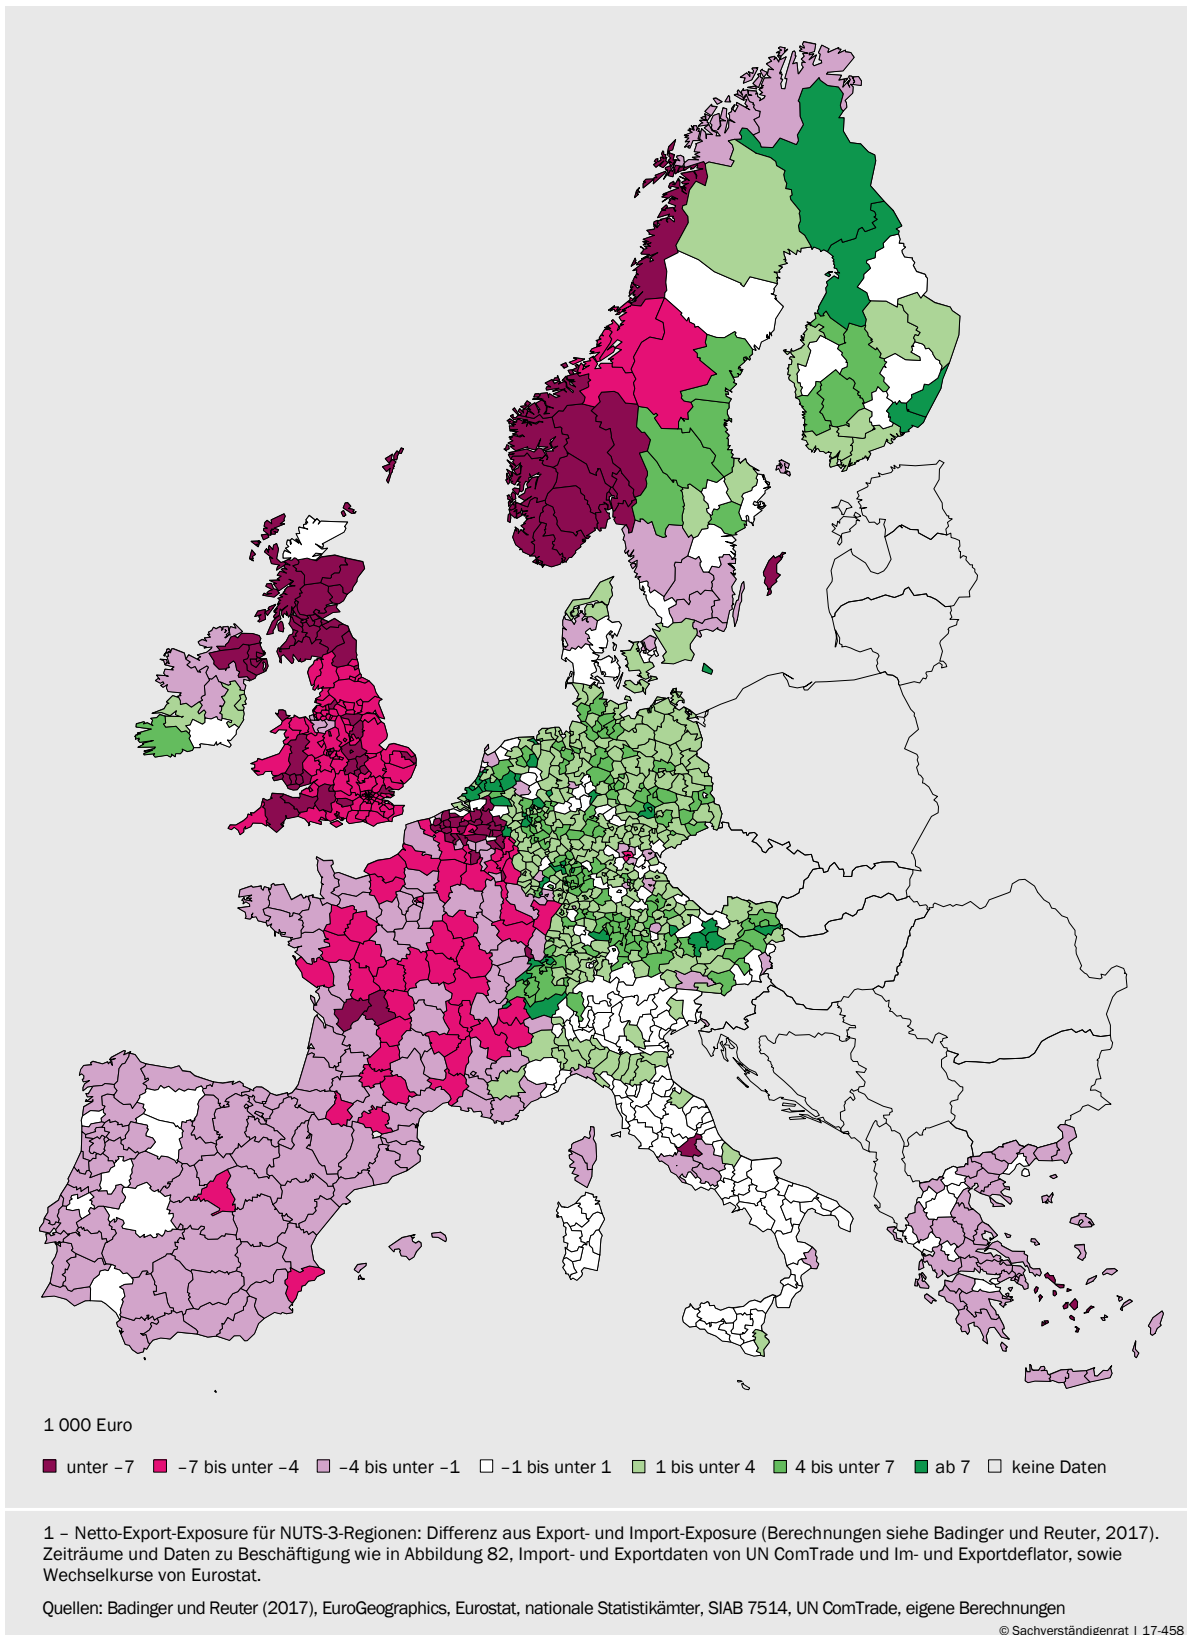 1 000 Euro
unter –7 –7 bis unter –4 –4 bis unter –1 –1 bis unter 1 1 bis unter 4 4 bis unter 7 ab 7 keine Daten
1 – Netto-Export-Exposure für NUTS-3-Regionen: Differenz aus Export- und Import-Exposure (Berechnungen siehe Badinger und Reuter, 2017).
Zeiträume und Daten zu Beschäftigung wie in Abbildung 82, Import- und Exportdaten von UN ComTrade und Im- und Exportdeflator, sowie
Wechselkurse von Eurostat.
Quellen: Badinger und Reuter (2017), EuroGeographics, Eurostat, nationale Statistikämter, SIAB 7514, UN ComTrade, eigene Berechnungen
© Sachverständigenrat | 17-458